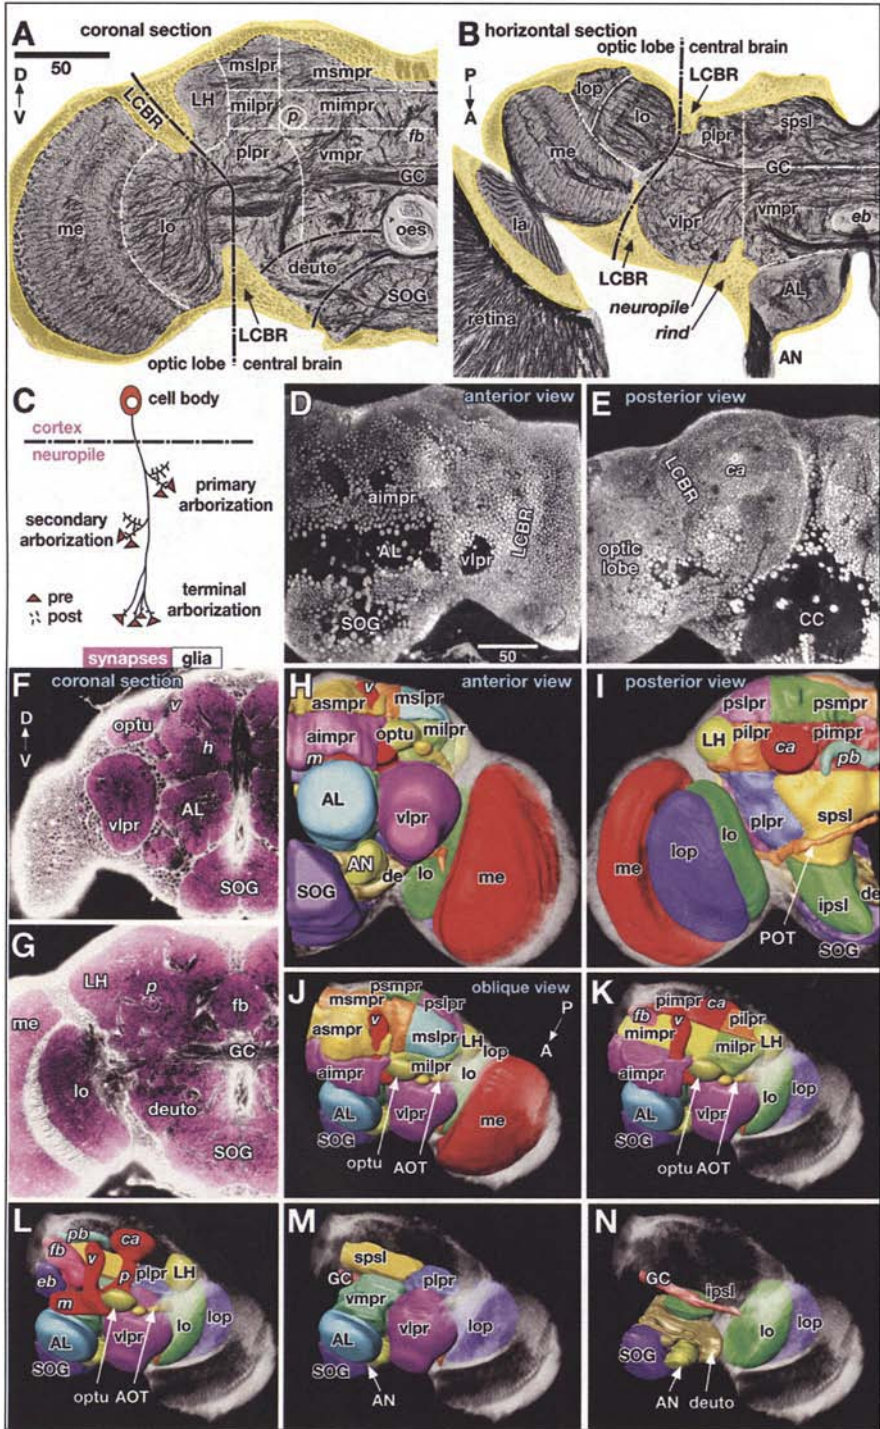 A coronal section
50
D
V
LCBR
LH
mslpr
msmpr
milpr
mimpr
p
fb
plpr
vmpr
GC
me
lo
oes
deuto
SOG
LCBR
optic lobe central brain
B horizontal section
optic lobe central brain
P
A
LCBR
lop
lo
me
plpr
spsl
GC
la
vlpr
vmpr
eb
LCBR
AL
neuropile
rind
retina
AN
C
cell body
cortex
neuropile
primary
arborization
secondary
arborization
pre
post
terminal
arborization
D anterior view
aimpr
AL
vlpr
LCBR
SOG
50
E posterior view
LCBR
ca
optic
lobe
CC
synapses glia
F coronal section
D
V
optu
v
h
vlpr
AL
SOG
G
LH
p
fb
me
GC
lo
deuto
SOG
H anterior view
v
asmpr
mslpr
optu
milpr
aimpr
m
AL
vlpr
AN
de
lo
me
SOG
I posterior view
pslpr
psmpr
LH
pilpr
ca
pimpr
pb
plpr
spsl
lo
lop
me
ipsl
de
POT
SOG
J oblique view
P
A
psmpr
msmpr
pslpr
v
asmpr
mslpr
LH
lop
milpr
lo
aimpr
AL
vlpr
me
SOG
optu
AOT
K
pimpr
ca
fb
v
pilpr
mimpr
milpr
LH
aimpr
lo
lop
AL
vlpr
SOG
optu AOT
L
pb
ca
fb
v
eb
p
plpr
LH
m
lo
lop
AL
vlpr
SOG
optu AOT
M
spsl
GC
plpr
vmpr
lop
AL
vlpr
SOG
AN
N
GC
ipsl
lo
lop
SOG
AN deuto